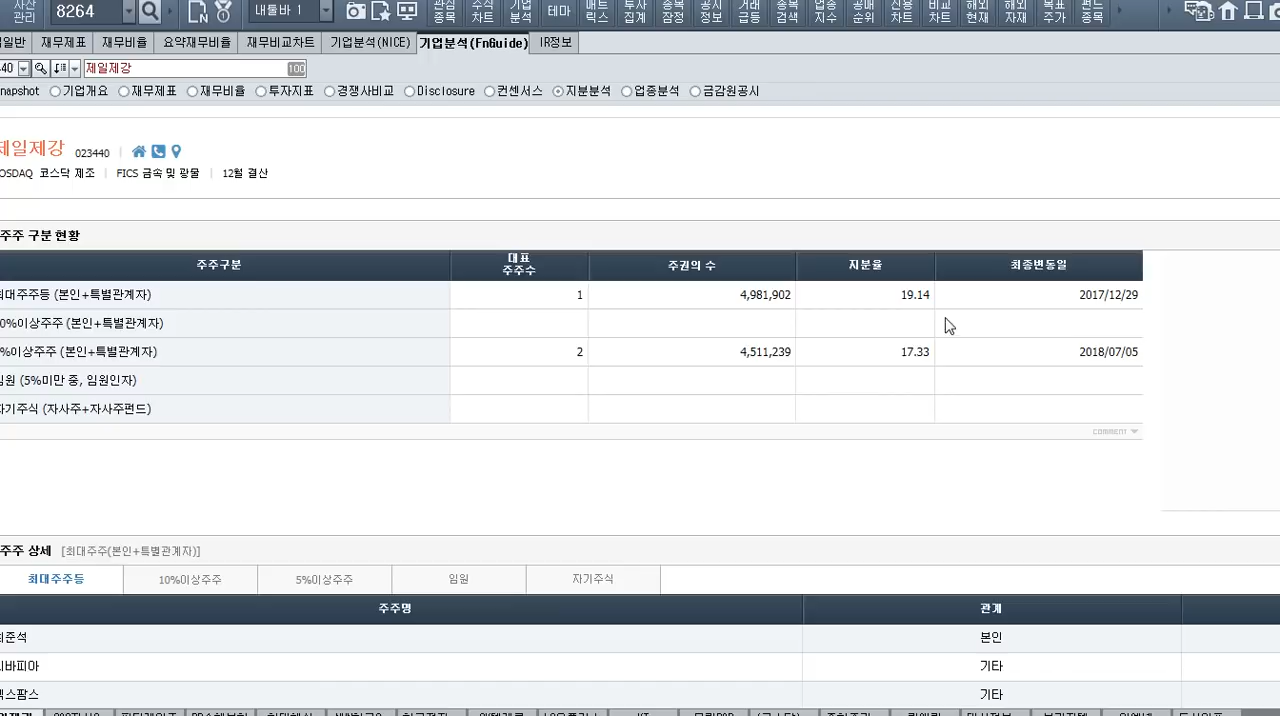 자산 관리 8264 내툴바 1 관심 종목 수식 차트 기업 분석 테마 매트 릭스 투자 집계 종목 잠정 공시 정보 거래 급등 종목 검색 업종 지수 공매 순위 신용 차트 비교 차트 해외 현재 해외 자재 목표 주가 펀드 종목
일반 재무제표 재무비율 요약재무비율 재무비교차트 기업분석(NICE) 기업분석(FnGuide) IR정보
40 제일제강 100
napshot 기업개요 재무제표 재무비율 투자지표 경쟁사비교 Disclosure 컨센서스 지분분석 업종분석 금감원공시
제일제강 023440
OSDAQ 코스닥 제조 FICS 금속 및 광물 12월 결산
주주 구분 현황
주주구분 대표 주주수 주권의 수 지분율 최종변동일
최대주주등 (본인+특별관계자) 1 4,981,902 19.14 2017/12/29
0%이상주주 (본인+특별관계자)
%이상주주 (본인+특별관계자) 2 4,511,239 17.33 2018/07/05
임원 (5%미만 중, 임원인자)
자기주식 (자사주+자사주펀드)
COMMENT
주주 상세 [최대주주(본인+특별관계자)]
최대주주등 10%이상주주 5%이상주주 임원 자기주식
주주명 관계
최준석 본인
바피아 기타
스팜스 기타